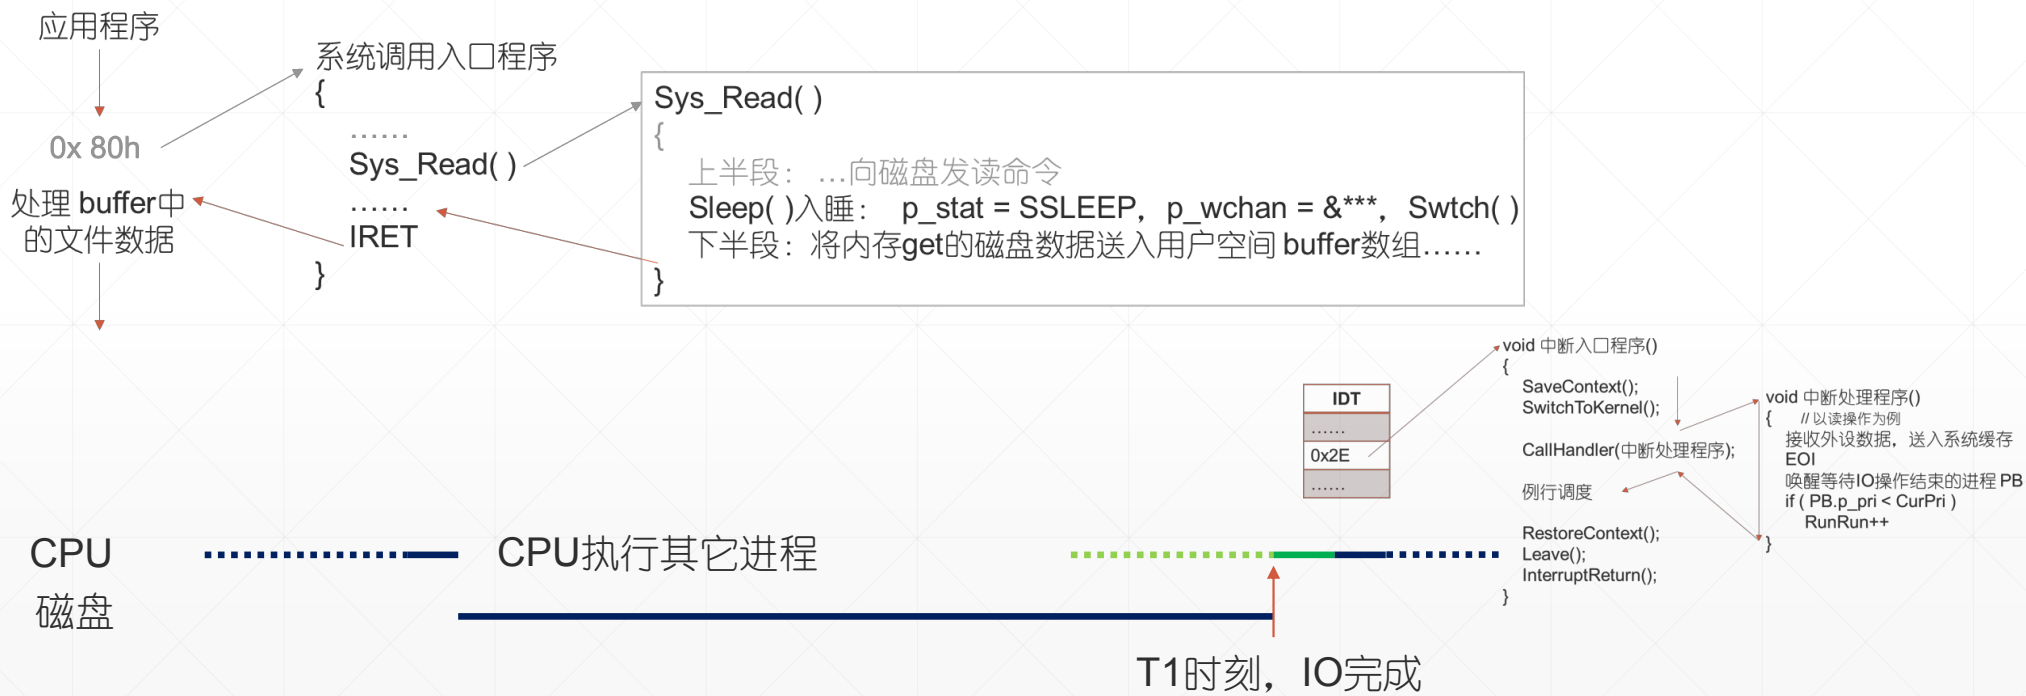 应用程序
0x 80h
处理 buffer中
的文件数据
系统调用入口程序
{
……
Sys_Read( )
……
IRET
}
Sys_Read( )
{
上半段： …向磁盘发读命令
Sleep( )入睡： p_stat = SSLEEP，p_wchan = &***，Swtch( )
下半段：将内存get的磁盘数据送入用户空间 buffer数组……
}
IDT
……
0x2E
……
void 中断入口程序()
{
SaveContext();
SwitchToKernel();
CallHandler(中断处理程序);
例行调度
RestoreContext();
Leave();
InterruptReturn();
}
void 中断处理程序()
{ // 以读操作为例
接收外设数据，送入系统缓存
EOI
唤醒等待IO操作结束的进程 PB
if ( PB.p_pri < CurPri )
RunRun++
}
CPU
CPU执行其它进程
磁盘
T1时刻，IO完成